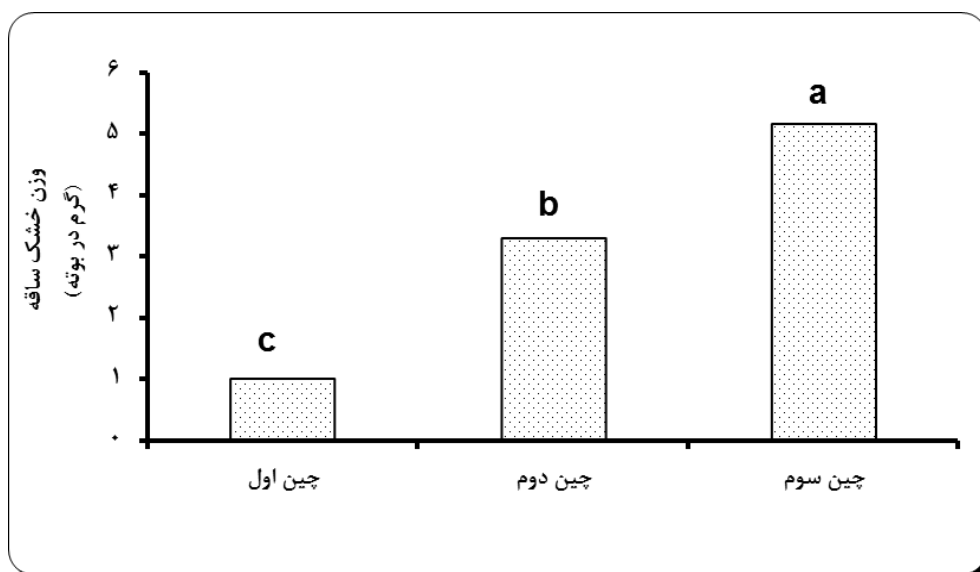 ۶
۵
۴
۳
۲
۱
۰
وزن خشک ساقه
(گرم در بوته)
a
b
c
چین اول
چین دوم
چین سوم